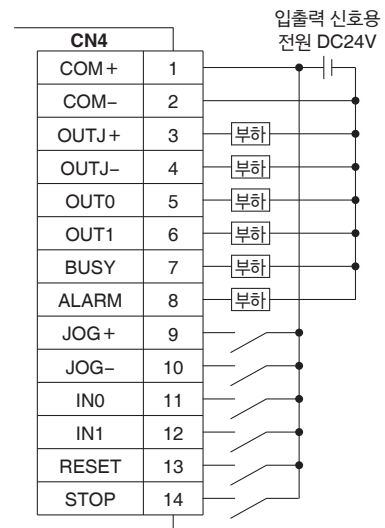 입출력 신호용
전원 DC24V
CN4
COM+ 1
COM− 2
OUTJ+ 3 부하
OUTJ− 4 부하
OUT0 5 부하
OUT1 6 부하
BUSY 7 부하
ALARM 8 부하
JOG+ 9
JOG− 10
IN0 11
IN1 12
RESET 13
STOP 14